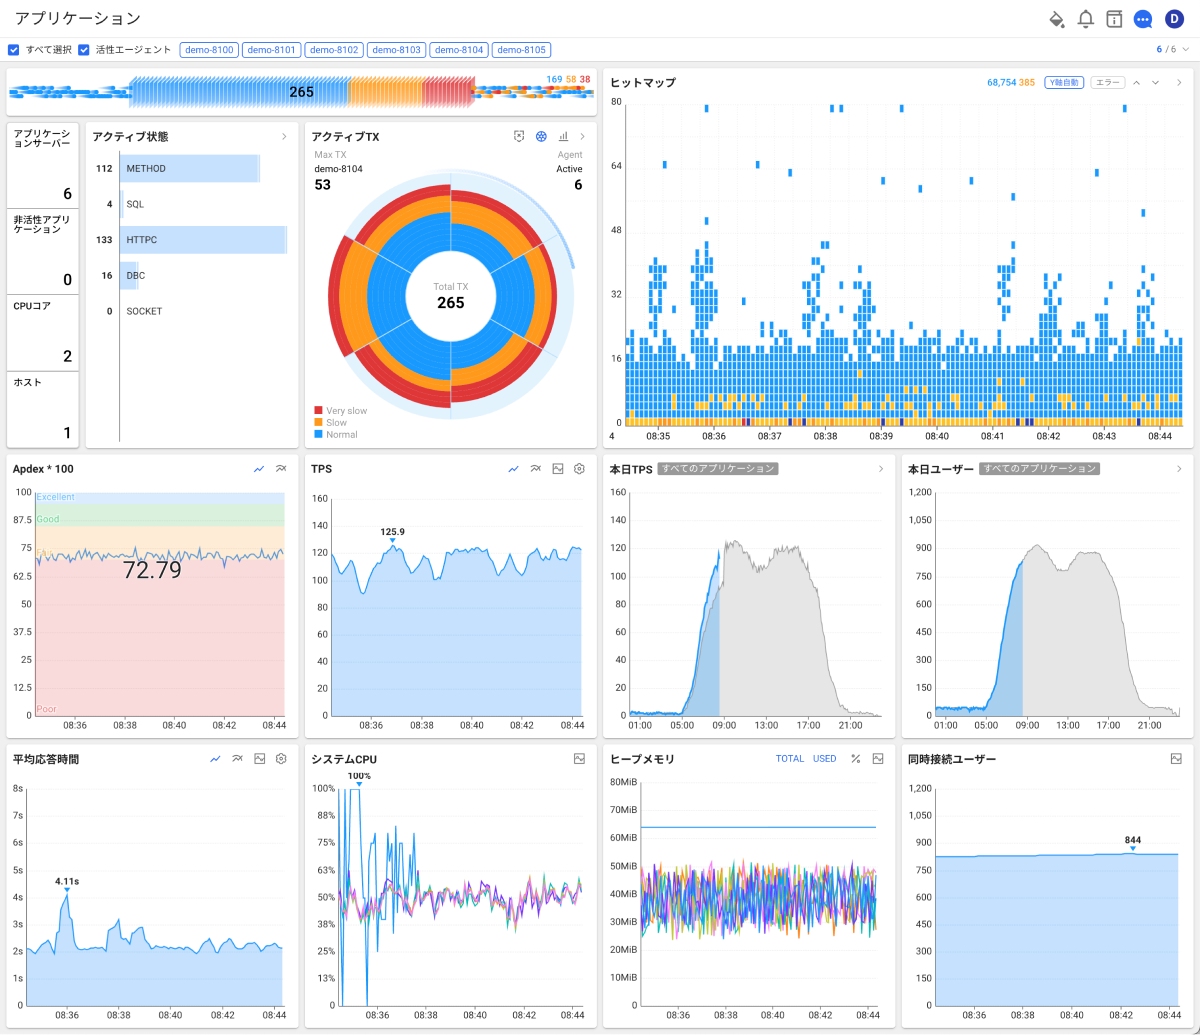 アプリケーション
D
すべて選択 活性エージェント demo-8100 demo-8101 demo-8102 demo-8103 demo-8104 demo-8105
6 / 6
169 58 38
265
アプリケーションサーバー
6
非活性アプリケーション
0
CPUコア
2
ホスト
1
アクティブ状態
112 METHOD
4 SQL
133 HTTPC
16 DBC
0 SOCKET
アクティブTX
Max TX
demo-8104
53
Agent
Active
6
Total TX
265
Very slow
Slow
Normal
ヒットマップ
68,754 385 Y軸自動 エラー
80
64
48
32
16
0
4 08:35 08:36 08:37 08:38 08:39 08:40 08:41 08:42 08:43 08:44
Apdex * 100
100
87.5
75
62.5
50
37.5
25
12.5
0
Excellent
Good
Fair
72.79
Poor
08:36 08:38 08:40 08:42 08:44
TPS
160
140
120
100
80
60
40
20
0
125.9
08:36 08:38 08:40 08:42 08:44
本日TPS すべてのアプリケーション
160
140
120
100
80
60
40
20
0
01:00 05:00 09:00 13:00 17:00 21:00
本日ユーザー すべてのアプリケーション
1,200
1,050
900
750
600
450
300
150
0
01:00 05:00 09:00 13:00 17:00 21:00
平均応答時間
8s
7s
6s
5s
4s
3s
2s
1s
0
4.11s
08:36 08:38 08:40 08:42 08:44
システムCPU
100%
100%
88%
75%
63%
50%
38%
25%
13%
0
08:36 08:38 08:40 08:42 08:44
ヒープメモリ
TOTAL USED
80MiB
70MiB
60MiB
50MiB
40MiB
30MiB
20MiB
10MiB
0
08:36 08:38 08:40 08:42 08:44
同時接続ユーザー
1,200
1,050
900
750
600
450
300
150
0
844
08:36 08:38 08:40 08:42 08:44